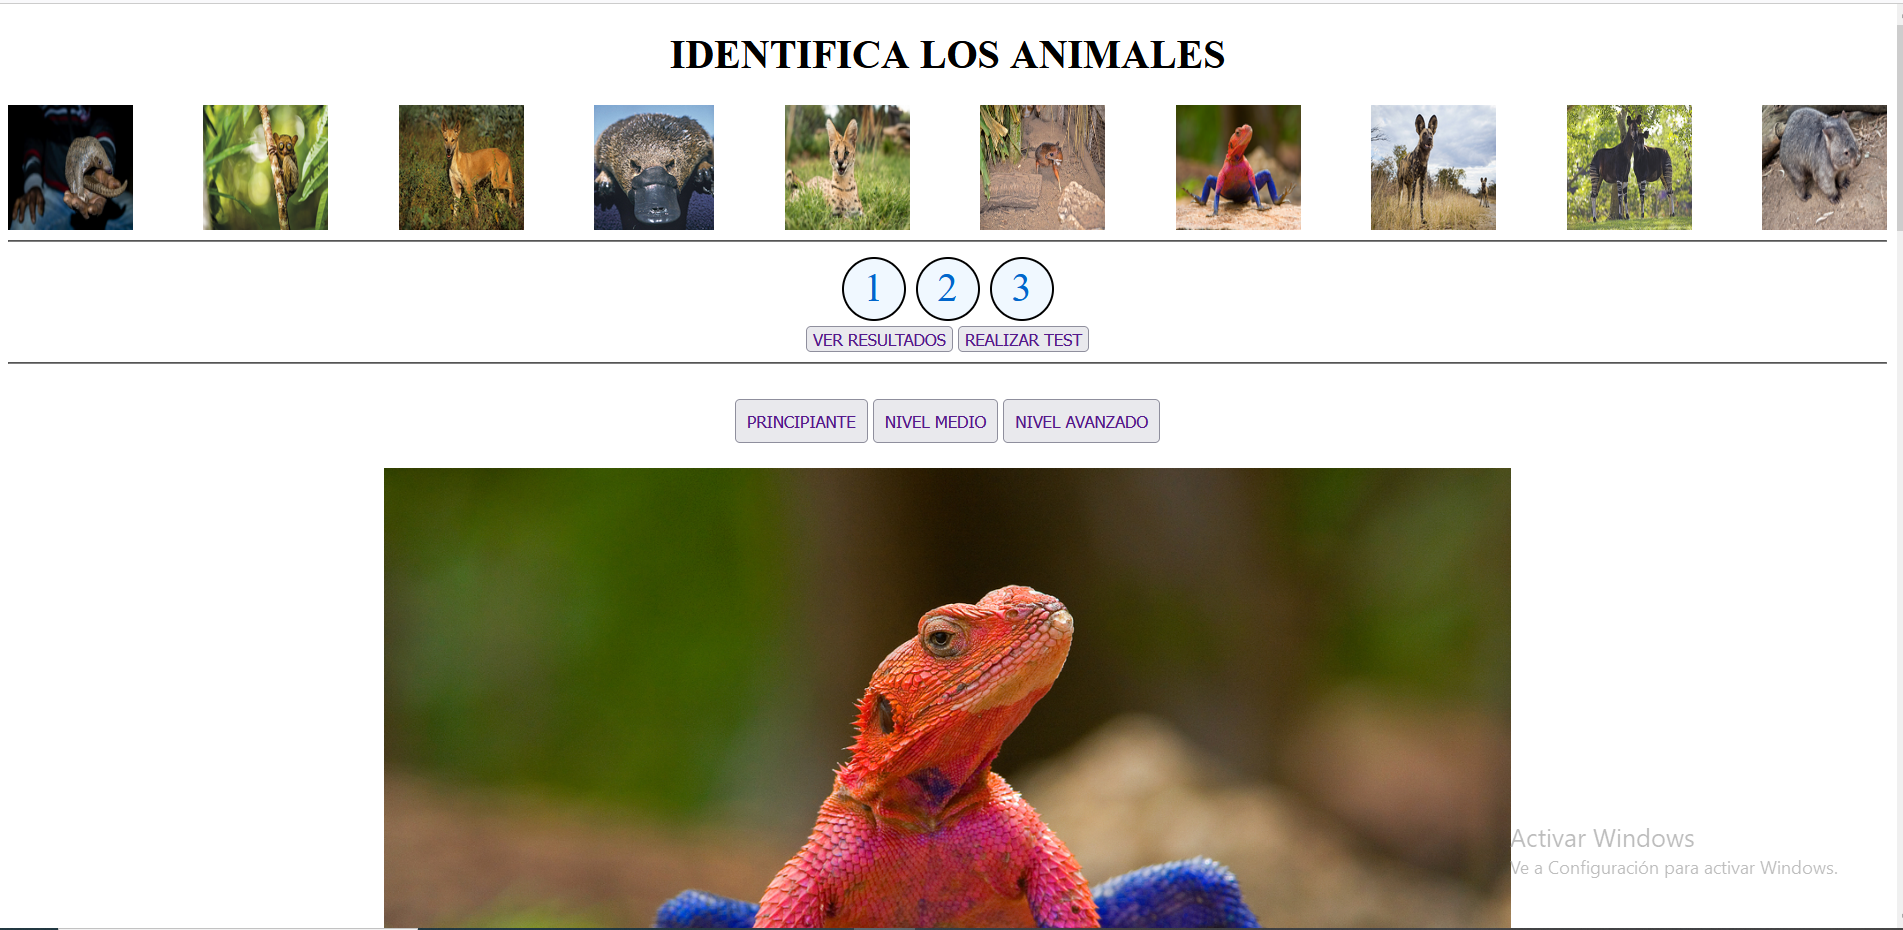 IDENTIFICA LOS ANIMALES
1 2 3
VER RESULTADOS REALIZAR TEST
PRINCIPIANTE NIVEL MEDIO NIVEL AVANZADO
Activar Windows
Ve a Configuración para activar Windows.